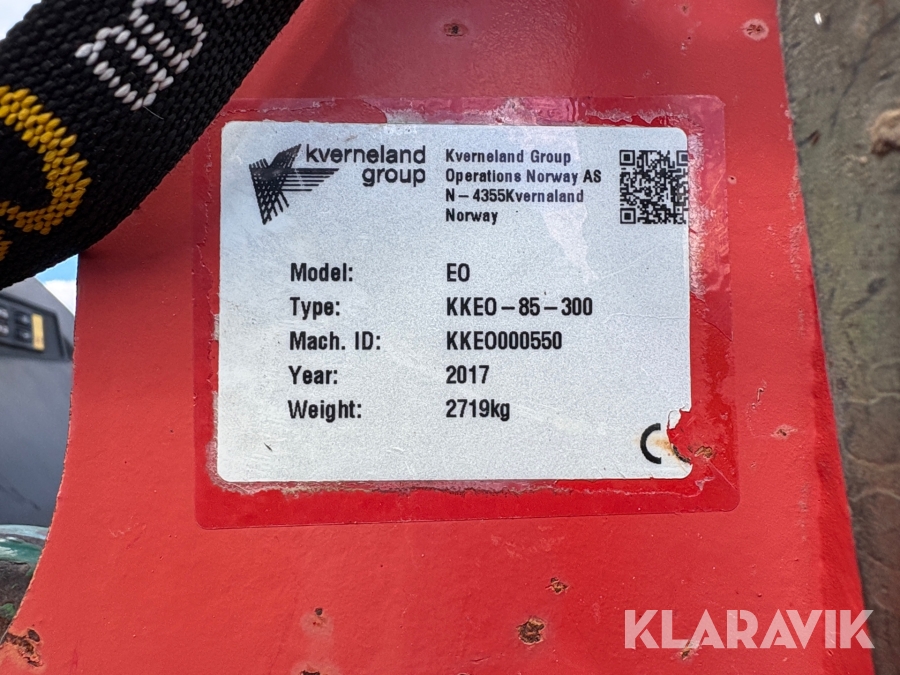 kverneland
group
Kverneland Group
Operations Norway AS
N-4355Kvernaland
Norway
Model: EO
Type: KKEO-85-300
Mach. ID: KKEO000550
Year: 2017
Weight: 2719kg
KLARAVIK